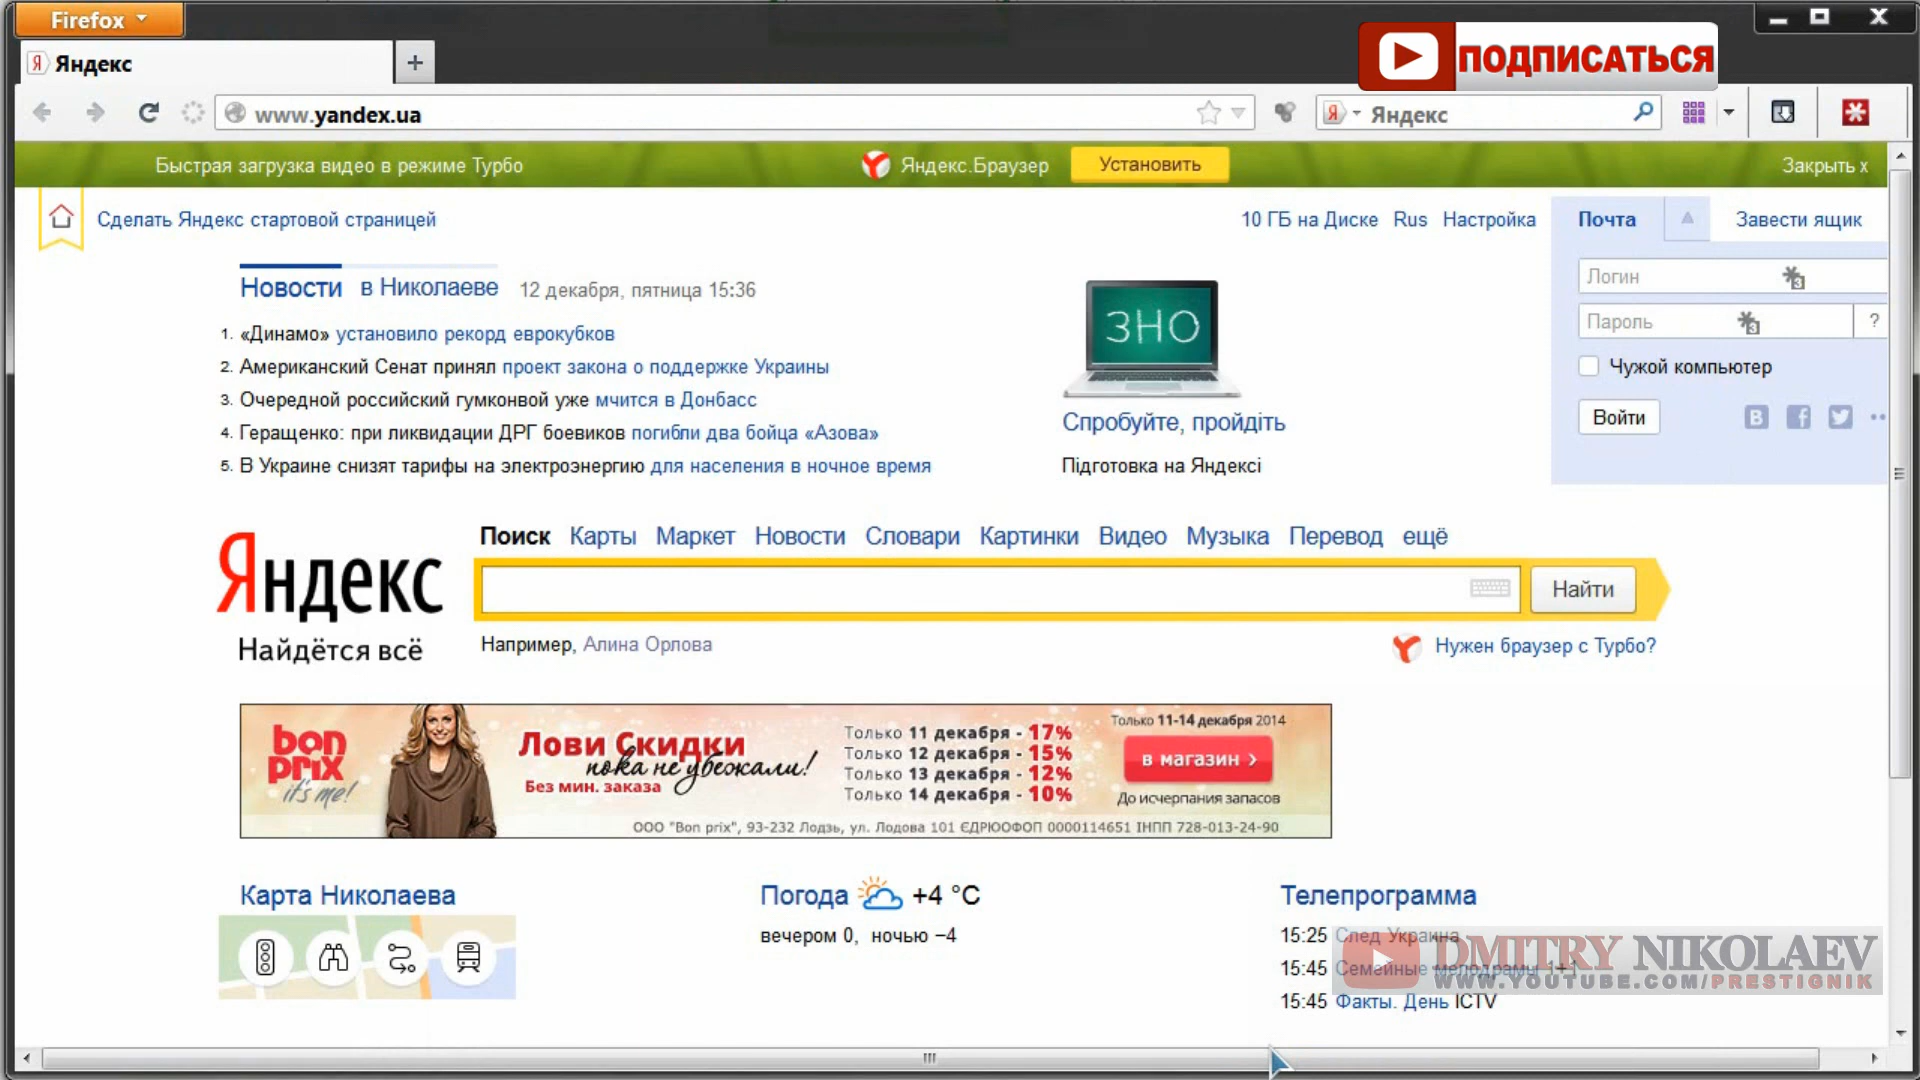 Firefox
ПОДПИСАТЬСЯ
Яндекс
www.yandex.ua
Яндекс
Быстрая загрузка видео в режиме Турбо
Яндекс.Браузер
Установить
Закрыть x
Сделать Яндекс стартовой страницей
10 ГБ на Диске Rus Настройка
Почта
Завести ящик
Новости в Николаеве 12 декабря, пятница 15:36
1. «Динамо» установило рекорд еврокубков
2. Американский Сенат принял проект закона о поддержке Украины
3. Очередной российский гумконвой уже мчится в Донбасс
4. Геращенко: при ликвидации ДРГ боевиков погибли два бойца «Азова»
5. В Украине снизят тарифы на электроэнергию для населения в ночное время
ЗНО
Спробуйте, пройдіть
Підготовка на Яндексі
Логин
3
Пароль
3
?
Чужой компьютер
Войти
Поиск Карты Маркет Новости Словари Картинки Видео Музыка Перевод ещё
Яндекс
Найдётся всё
Найти
Например, Алина Орлова
Нужен браузер с Турбо?
bon prix
it's me!
Лови Скидки
пока не убежали!
Без мин. заказа
Только 11 декабря - 17%
Только 12 декабря - 15%
Только 13 декабря - 12%
Только 14 декабря - 10%
Только 11-14 декабря 2014
в магазин >
До исчерпания запасов
ООО "Bon prix", 93-232 Лодзь, ул. Лодова 101 ЄДРЮОФОП 0000114651 ІНПП 728-013-24-90
Карта Николаева
Погода +4 °C
вечером 0, ночью −4
Телепрограмма
15:25 След Украина
15:45 Семейные мелодрамы 1+1
15:45 Факты. День ICTV
DMITRY NIKOLAEV
WWW.YOUTUBE.COM/PRESTIGNIK